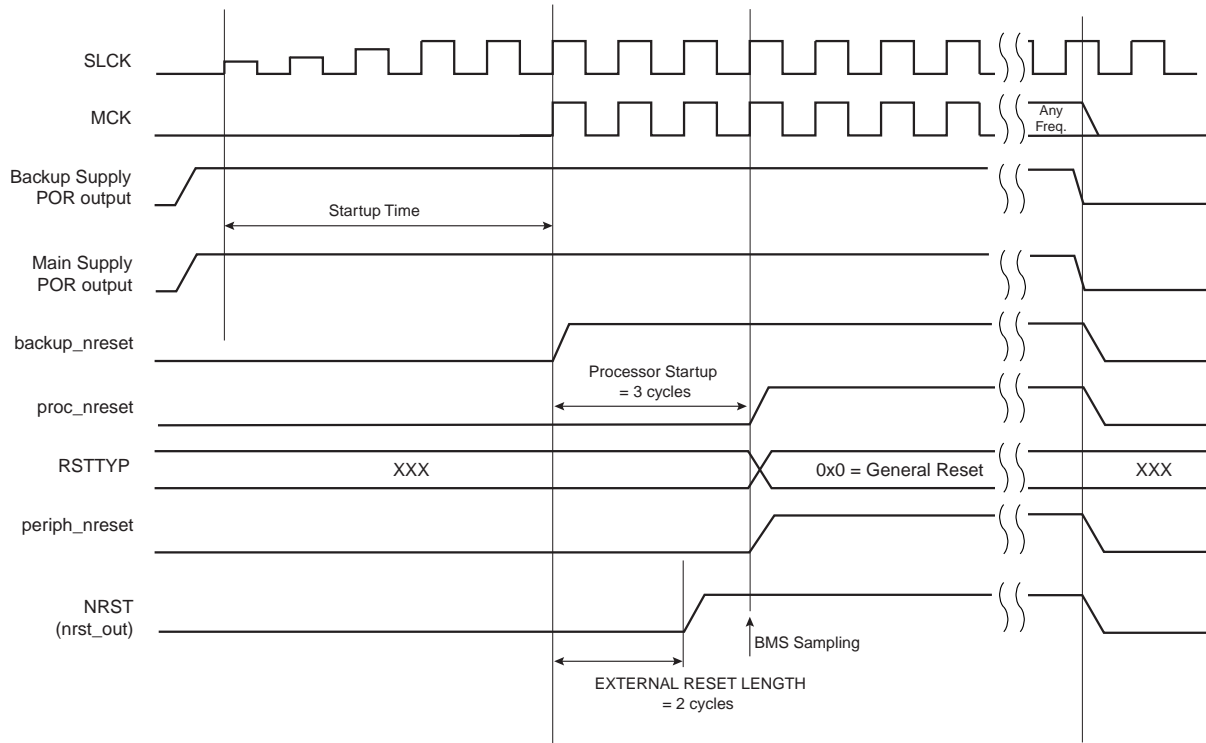 SLCK
MCK
Any
Freq.
Backup Supply
POR output
Startup Time
Main Supply
POR output
backup_nreset
Processor Startup
= 3 cycles
proc_nreset
RSTTYP
XXX
0x0 = General Reset
XXX
periph_nreset
NRST
(nrst_out)
BMS Sampling
EXTERNAL RESET LENGTH
= 2 cycles